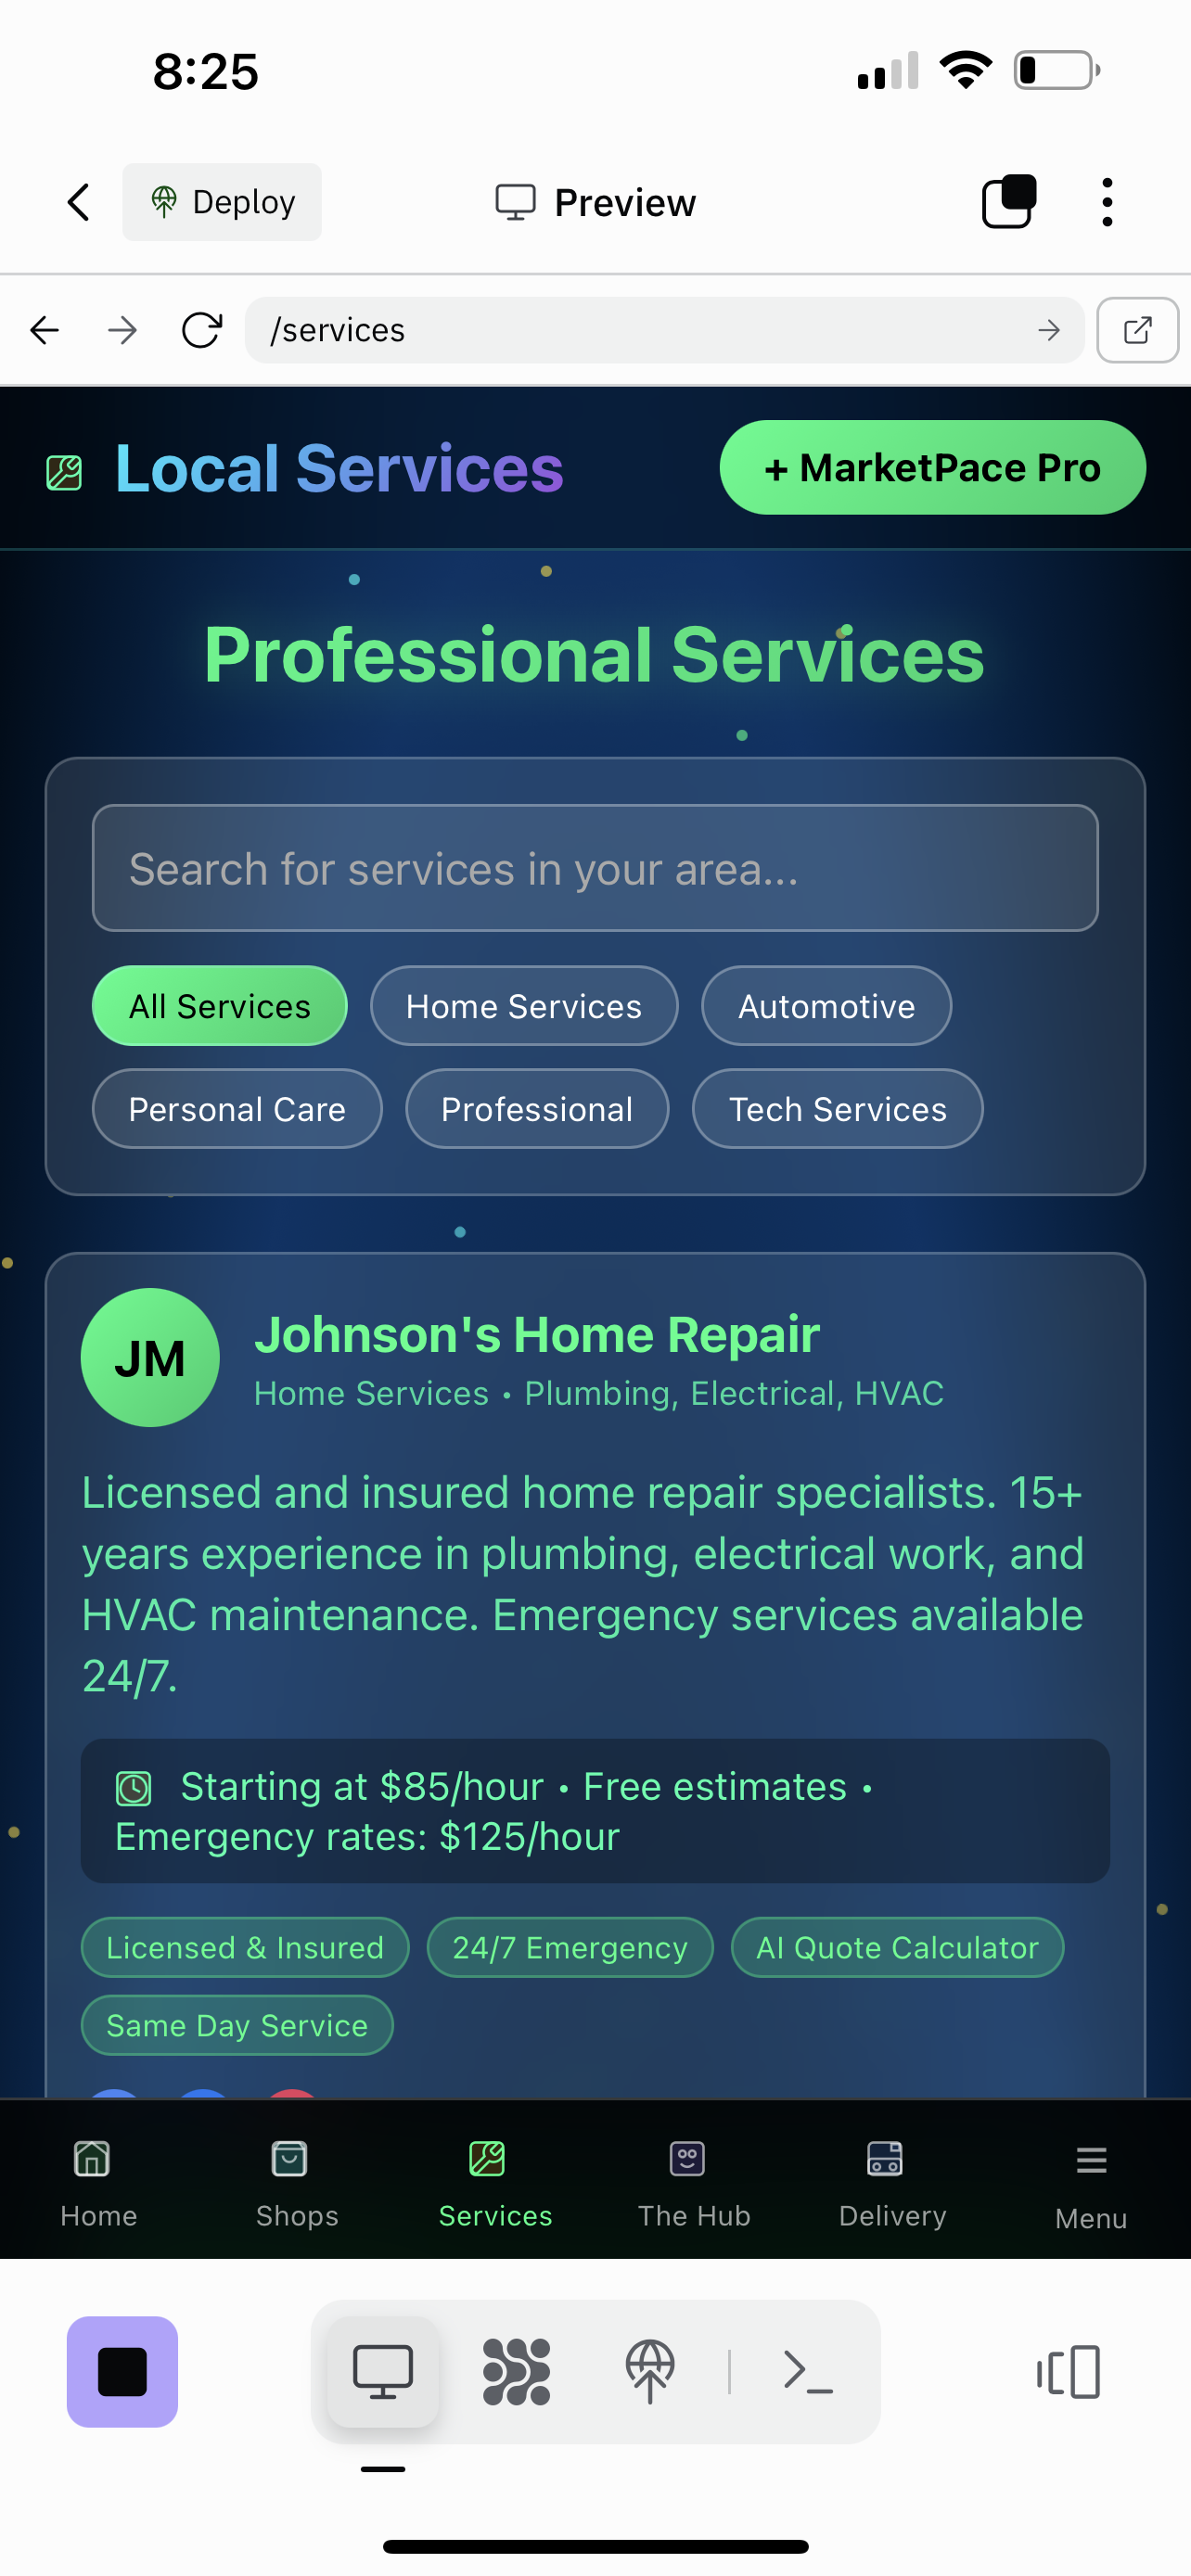 8:25
Deploy
Preview
/services
Local Services
+ MarketPace Pro
Professional Services
Search for services in your area...
All Services
Home Services
Automotive
Personal Care
Professional
Tech Services
JM
Johnson's Home Repair
Home Services • Plumbing, Electrical, HVAC
Licensed and insured home repair specialists. 15+
years experience in plumbing, electrical work, and
HVAC maintenance. Emergency services available
24/7.
Starting at $85/hour • Free estimates •
Emergency rates: $125/hour
Licensed & Insured
24/7 Emergency
AI Quote Calculator
Same Day Service
Home
Shops
Services
The Hub
Delivery
Menu